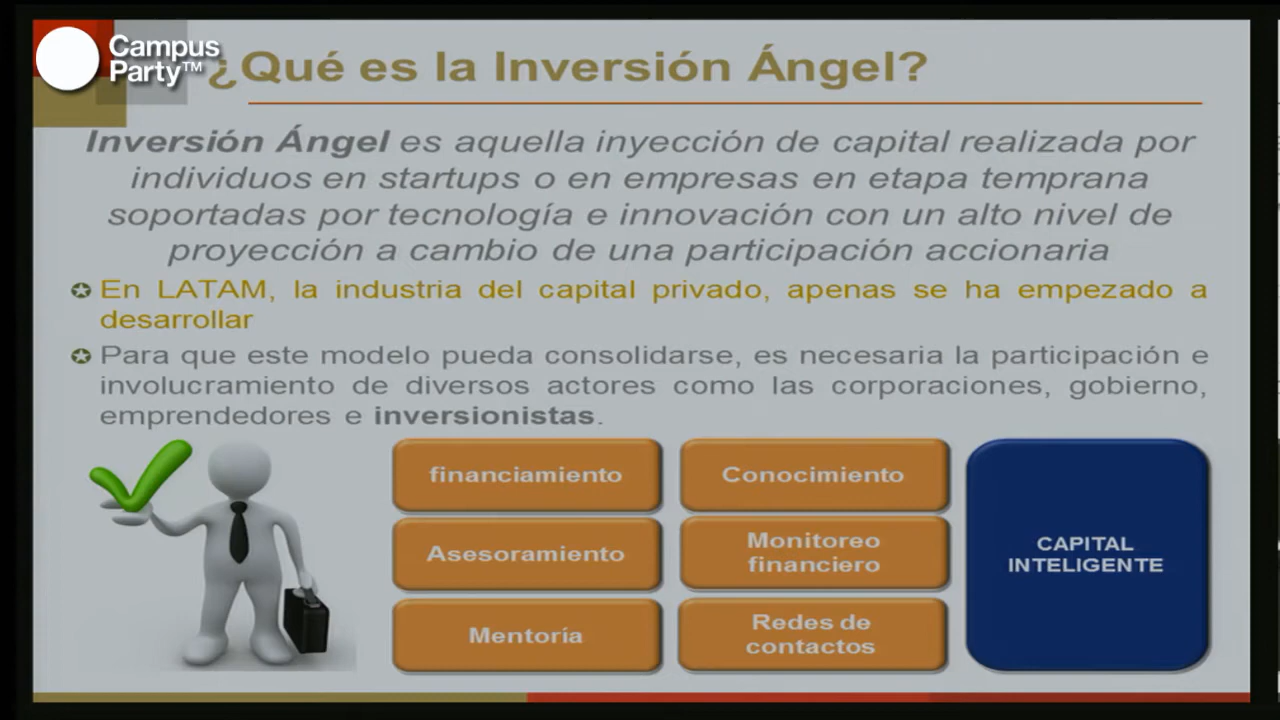 Campus
Party™
¿Qué es la Inversión Ángel?
Inversión Ángel es aquella inyección de capital realizada por
individuos en startups o en empresas en etapa temprana
soportadas por tecnología e innovación con un alto nivel de
proyección a cambio de una participación accionaria
En LATAM, la industria del capital privado, apenas se ha empezado a
desarrollar
Para que este modelo pueda consolidarse, es necesaria la participación e
involucramiento de diversos actores como las corporaciones, gobierno,
emprendedores e inversionistas.
financiamiento
Conocimiento
Asesoramiento
Monitoreo
financiero
Mentoría
Redes de
contactos
CAPITAL
INTELIGENTE